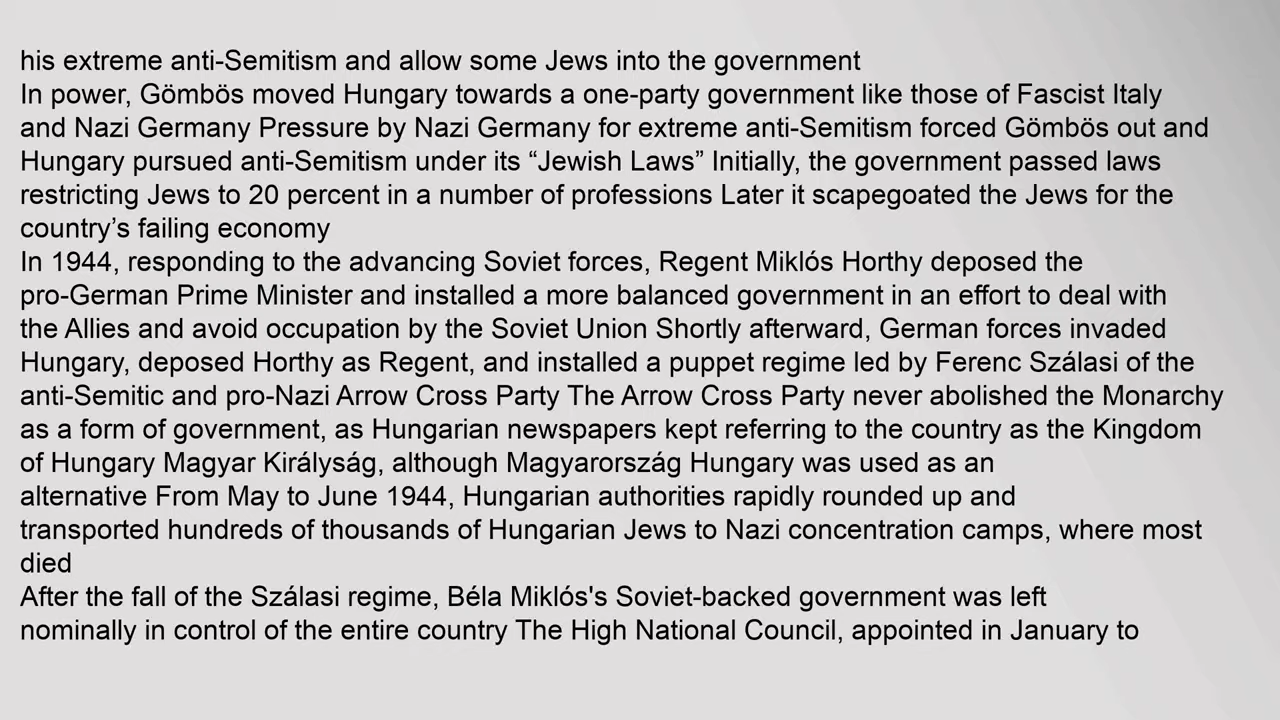 his extreme anti-Semitism and allow some Jews into the government
In power, Gömbös moved Hungary towards a one-party government like those of Fascist Italy
and Nazi Germany Pressure by Nazi Germany for extreme anti-Semitism forced Gömbös out and
Hungary pursued anti-Semitism under its “Jewish Laws” Initially, the government passed laws
restricting Jews to 20 percent in a number of professions Later it scapegoated the Jews for the
country’s failing economy
In 1944, responding to the advancing Soviet forces, Regent Miklós Horthy deposed the
pro-German Prime Minister and installed a more balanced government in an effort to deal with
the Allies and avoid occupation by the Soviet Union Shortly afterward, German forces invaded
Hungary, deposed Horthy as Regent, and installed a puppet regime led by Ferenc Szálasi of the
anti-Semitic and pro-Nazi Arrow Cross Party The Arrow Cross Party never abolished the Monarchy
as a form of government, as Hungarian newspapers kept referring to the country as the Kingdom
of Hungary Magyar Királyság, although Magyarország Hungary was used as an
alternative From May to June 1944, Hungarian authorities rapidly rounded up and
transported hundreds of thousands of Hungarian Jews to Nazi concentration camps, where most
died
After the fall of the Szálasi regime, Béla Miklós's Soviet-backed government was left
nominally in control of the entire country The High National Council, appointed in January to